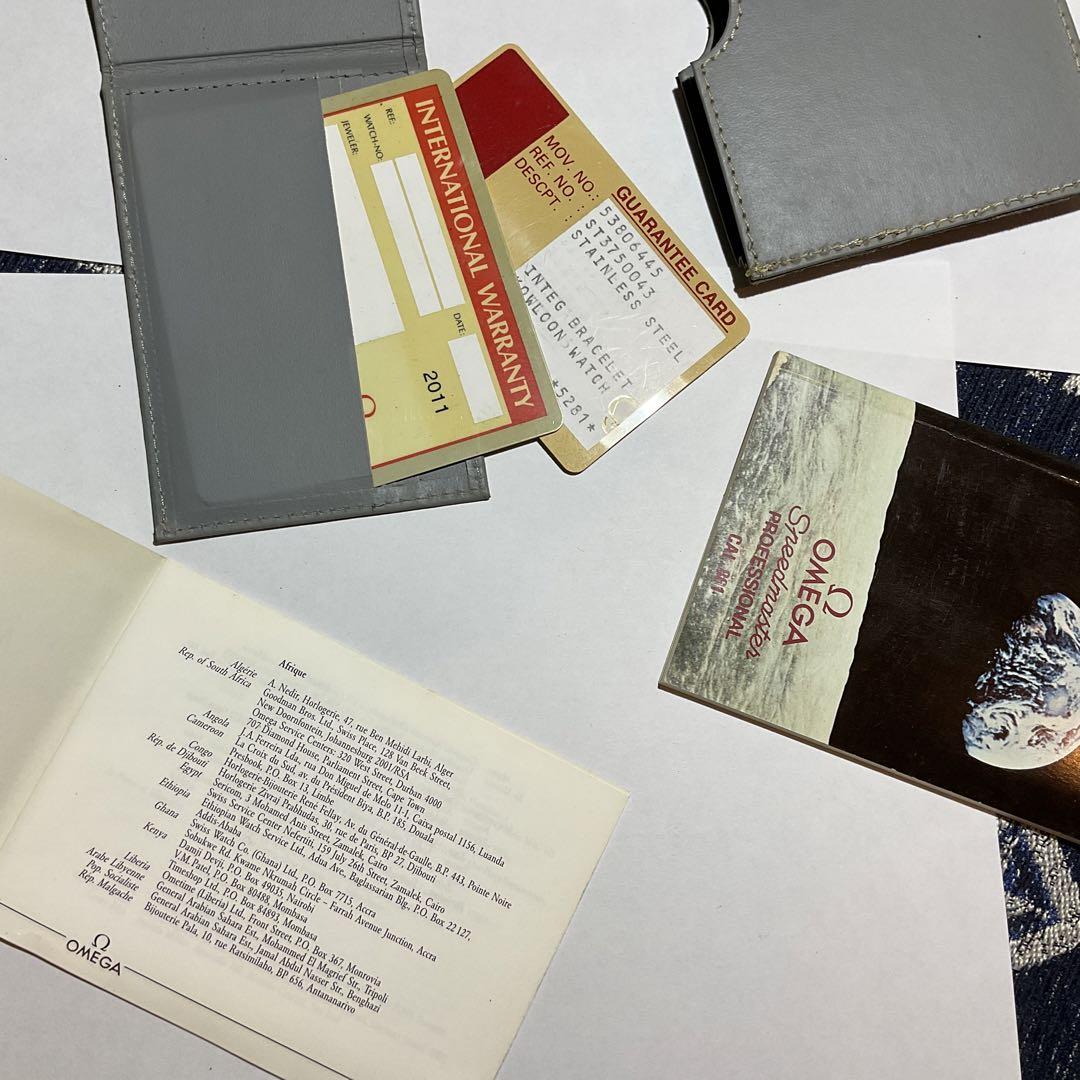 INTERNATIONAL WARRANTY
REF.:
WATCH-NO.:
JEWELER:
DATE:
2011
GUARANTEE CARD
MOV. NO.:
REF. NO. :
DESCPT. :
53806445
ST3750043
STAINLESS STEEL
INTEG BRACELET
KOWLOON WATCH
*5281*
Ω
OMEGA
Speedmaster
PROFESSIONAL
CAL 861
Afrique
Algérie A. Nedir, Horlogerie, 47, rue Ben Mehidi Larbi, Alger
Rep. of South Africa Goodman Bros. Ltd., Swiss Place, 128 Van Beek Street,
New Doornfontein, Johannesburg 2001/RSA
Omega Service Centers: 320 West Street, Durban 4000
707 Diamond House, Parliament Street, Cape Town
Angola J.A. Ferreira Lda., rua Don Miguel de Melo 11-1, Caixa postal 1156, Luanda
Cameroon La Croix du Sud, av. du Président Biya, B.P. 185, Douala
Presbook, P.O. Box 13, Limbe
Congo Horlogerie-Bijouterie René Fellay, Av. du Général-de-Gaulle, B.P. 443, Pointe Noire
Rép. de Djibouti Horlogerie Zivraj Prabhudas, 30, rue de Paris, BP 27, Djibouti
Egypt Swiss Service Center Nefertiti, 159 July 26th Street, Zamalek, Cairo
Sericom, 3 Mohamed Anis Street, Zamalek, Cairo
Ethiopia Ethiopian Watch Service Ltd., Adua Ave., Baglassarian Blg., P.O. Box 22 127,
Addis-Ababa
Ghana Swiss Watch Co. (Ghana) Ltd, P.O. Box 7715, Accra
Sobukwe Rd. Kwame Nkrumah Circle – Farrah Avenue Junction, Accra
Kenya Damji Devji, P.O. Box 49035, Nairobi
V.M. Patel, P.O. Box 80488, Mombasa
Timeshop Ltd., P.O. Box 84893, Mombasa
Liberia Ometime (Liberia) Ltd., Front Street, P.O. Box 367, Monrovia
Arabe Libyenne General Arabian Sahara Est., Mohammed El Magrief Str., Tripoli
Pop. Socialiste General Arabian Sahara Est., Jamal Abdul Nasser Str., Benghazi
Rep. Malgache Bijouterie Pala, 10, rue Ratsimilaho, BP 656, Antananarivo
Ω
OMEGA